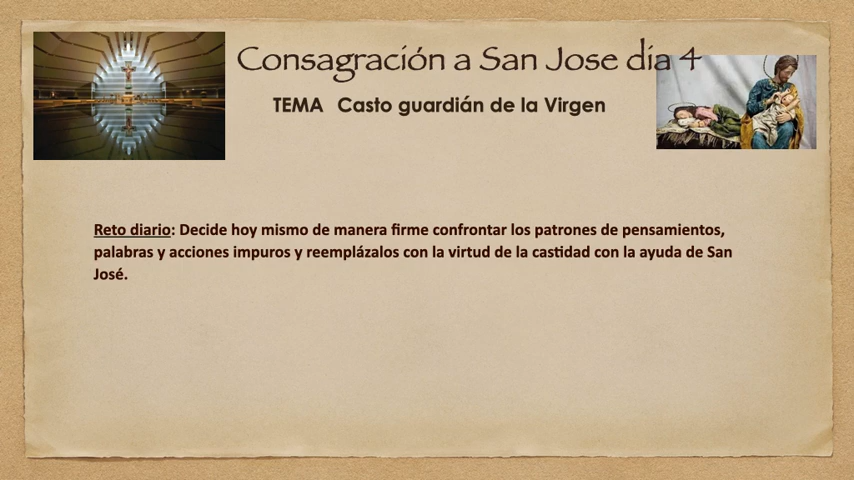 Consagración a San Jose dia 4
TEMA Casto guardián de la Virgen
Reto diario: Decide hoy mismo de manera firme confrontar los patrones de pensamientos,
palabras y acciones impuros y reemplázalos con la virtud de la castidad con la ayuda de San
José.